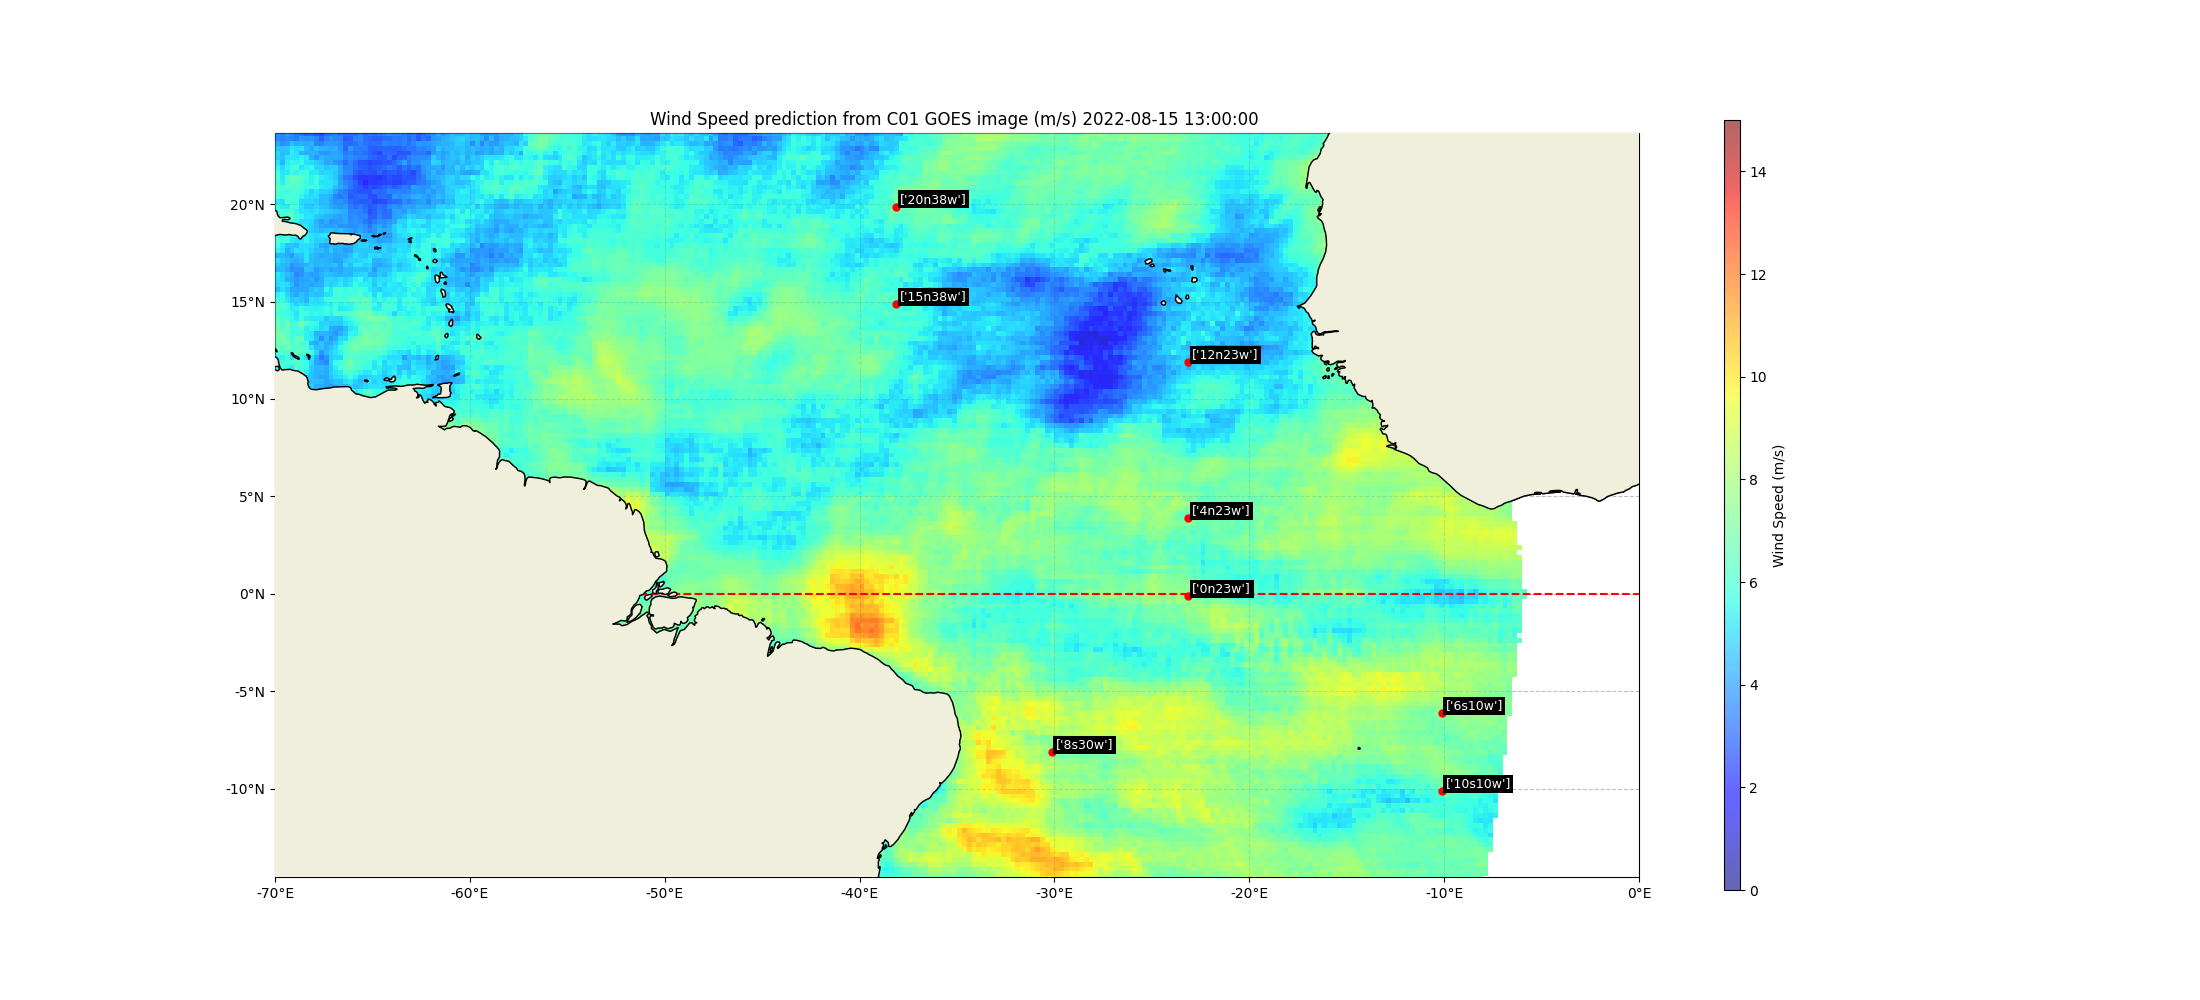 Wind Speed prediction from C01 GOES image (m/s) 2022-08-15 13:00:00
20°N
15°N
10°N
5°N
0°N
-5°N
-10°N
['20n38w']
['15n38w']
['12n23w']
['4n23w']
['0n23w']
['6s10w']
['8s30w']
['10s10w']
-70°E
-60°E
-50°E
-40°E
-30°E
-20°E
-10°E
0°E
14
12
10
8
6
4
2
0
Wind Speed (m/s)